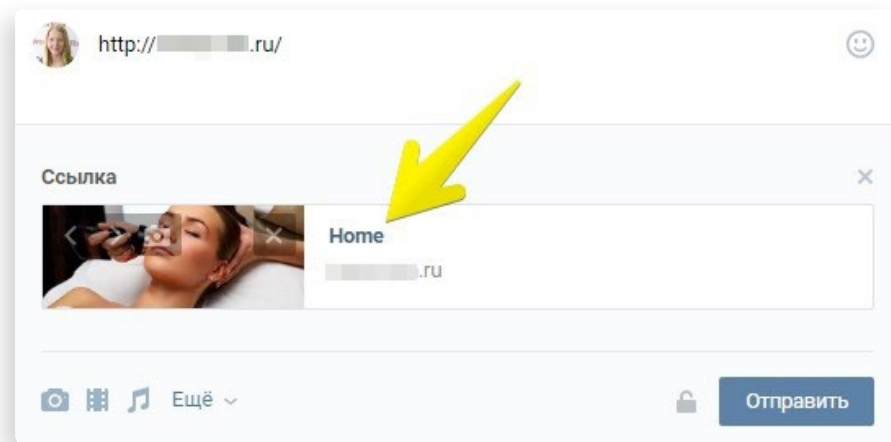 http:// .ru/
Ссылка
Home
.ru
Ещё
Отправить